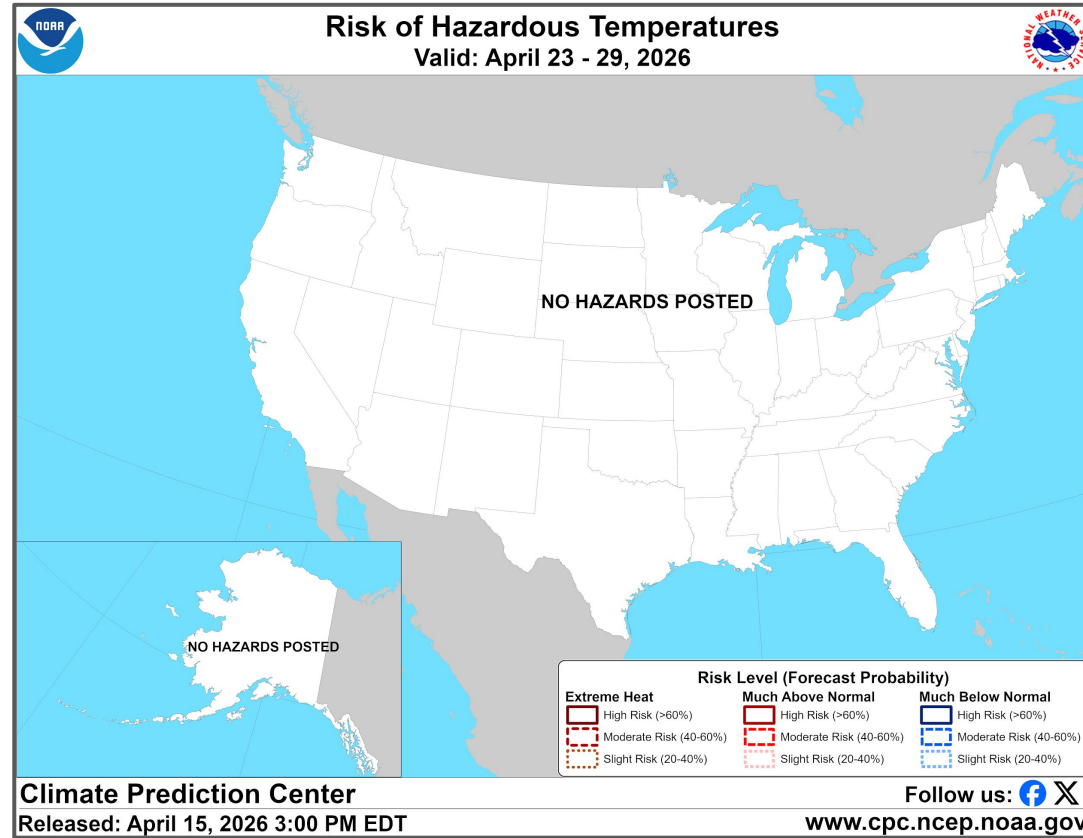 NOAA
Risk of Hazardous Temperatures
Valid: April 23 - 29, 2026
NATIONAL WEATHER SERVICE
NO HAZARDS POSTED
NO HAZARDS POSTED
Risk Level (Forecast Probability)
Extreme Heat Much Above Normal Much Below Normal
High Risk (>60%) High Risk (>60%) High Risk (>60%)
Moderate Risk (40-60%) Moderate Risk (40-60%) Moderate Risk (40-60%)
Slight Risk (20-40%) Slight Risk (20-40%) Slight Risk (20-40%)
Climate Prediction Center
Follow us:
Released: April 15, 2026 3:00 PM EDT
www.cpc.ncep.noaa.gov